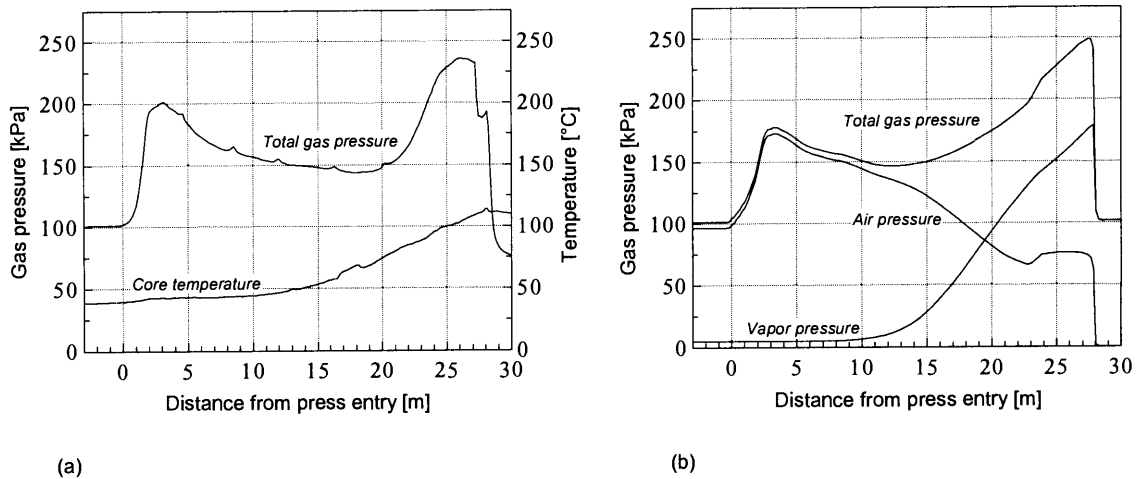 250
200
150
100
50
0
Gas pressure [kPa]
Total gas pressure
Core temperature
250
200
150
100
50
0
Temperature [°C]
0 5 10 15 20 25 30
Distance from press entry [m]
(a)
250
200
150
100
50
0
Gas pressure [kPa]
Total gas pressure
Air pressure
Vapor pressure
0 5 10 15 20 25 30
Distance from press entry [m]
(b)